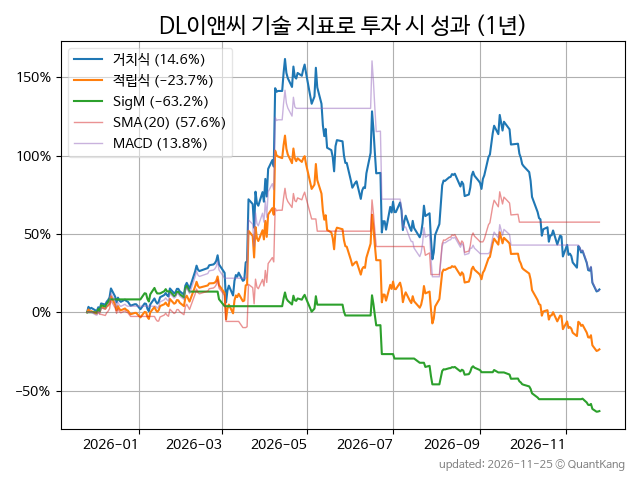 DL이앤씨 기술 지표로 투자 시 성과 (1년)
거치식 (14.6%)
적립식 (−23.7%)
SigM (−63.2%)
SMA(20) (57.6%)
MACD (13.8%)
150%
100%
50%
0%
−50%
2026−01 2026−03 2026−05 2026−07 2026−09 2026−11
updated: 2026−11−25 ⓒ QuantKang